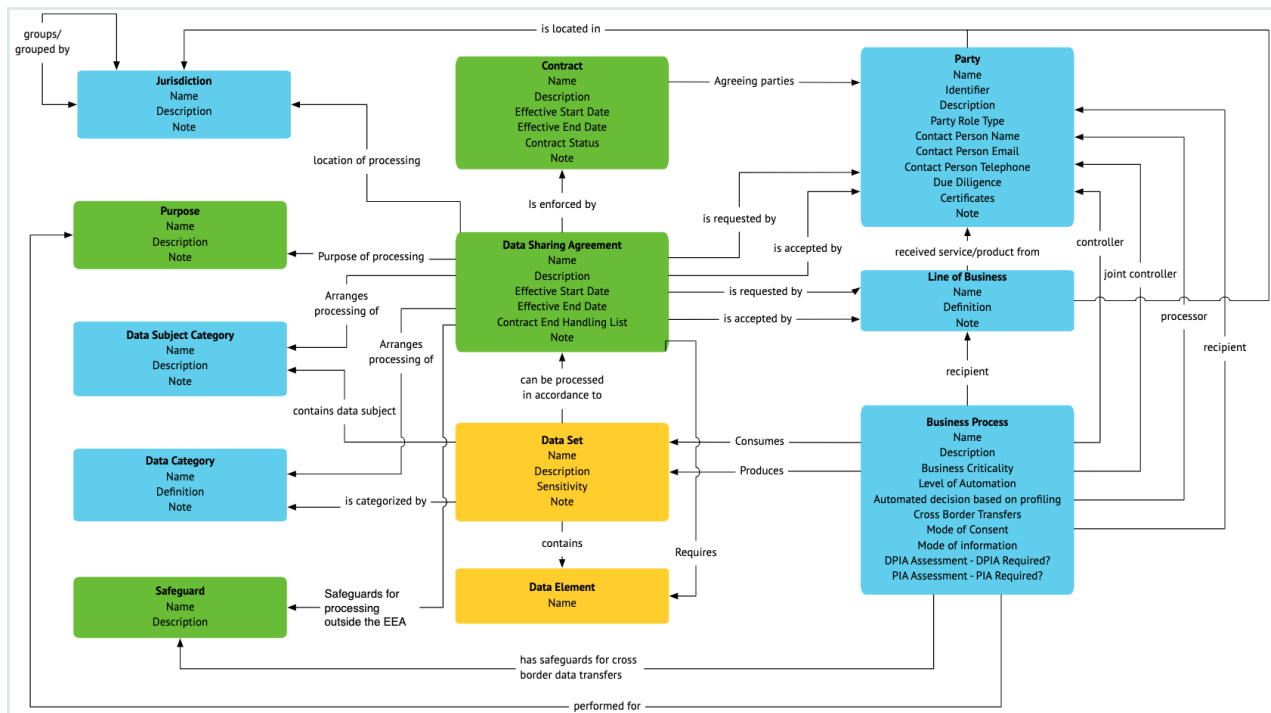 groups/
grouped by
is located in
Jurisdiction
Name
Description
Note
Contract
Name
Description
Effective Start Date
Effective End Date
Contract Status
Note
Agreeing parties
Party
Name
Identifier
Description
Party Role Type
Contact Person Name
Contact Person Email
Contact Person Telephone
Due Diligence
Certificates
Note
location of processing
Is enforced by
is requested by
is accepted by
Purpose
Name
Description
Note
Purpose of processing
Data Sharing Agreement
Name
Description
Effective Start Date
Effective End Date
Contract End Handling List
Note
is requested by
is accepted by
received service/product from
controller
joint controller
processor
recipient
Line of Business
Name
Definition
Note
Arranges
processing of
Arranges
processing of
Data Subject Category
Name
Description
Note
contains data subject
can be processed
in accordance to
recipient
Data Category
Name
Definition
Note
is categorized by
Data Set
Name
Description
Sensitivity
Note
Consumes
Produces
Business Process
Name
Description
Business Criticality
Level of Automation
Automated decision based on profiling
Cross Border Transfers
Mode of Consent
Mode of information
DPIA Assessment - DPIA Required?
PIA Assessment - PIA Required?
contains
Requires
Data Element
Name
Safeguard
Name
Description
Safeguards for
processing
outside the EEA
has safeguards for cross
border data transfers
performed for